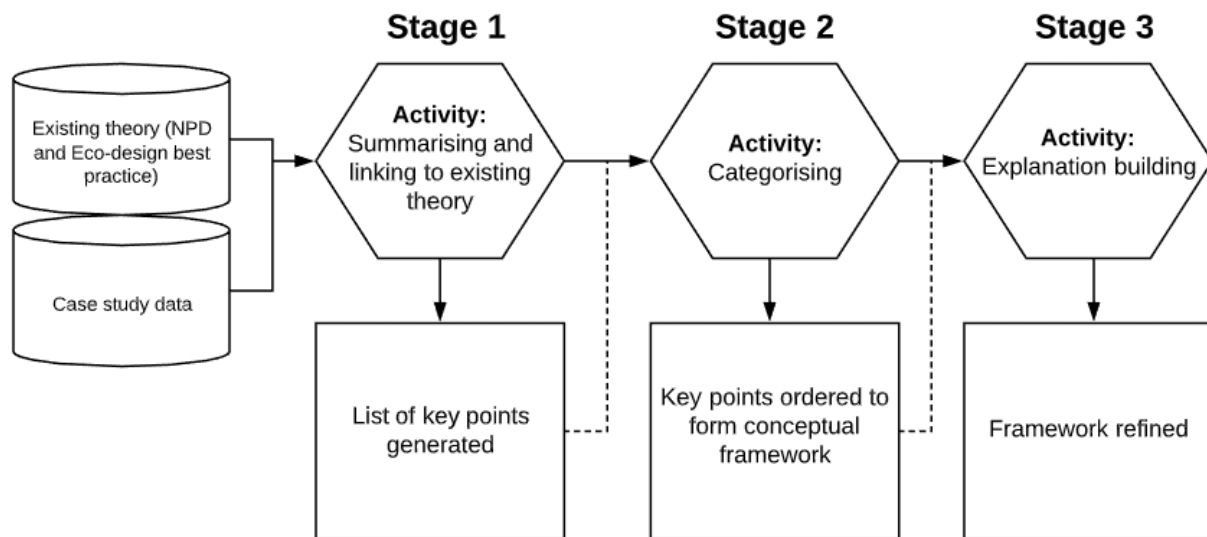 Stage 1
Stage 2
Stage 3
Existing theory (NPD
and Eco-design best
practice)
Case study data
Activity:
Summarising and
linking to existing
theory
Activity:
Categorising
Activity:
Explanation building
List of key points
generated
Key points ordered to
form conceptual
framework
Framework refined